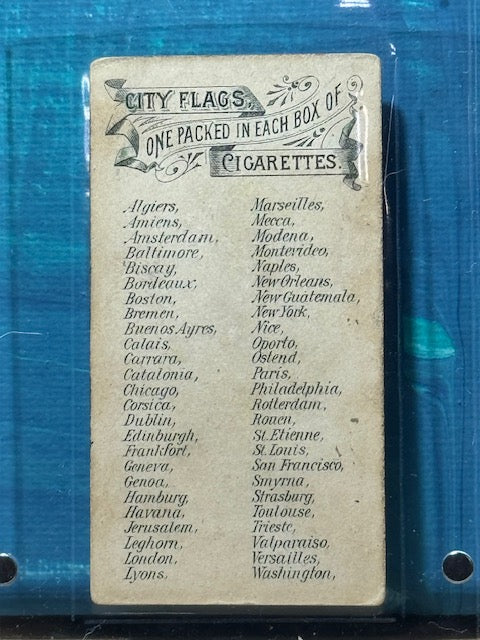 CITY FLAGS,
ONE PACKED IN EACH BOX OF
CIGARETTES.
Algiers,
Amiens,
Amsterdam,
Baltimore,
Biscay,
Bordeaux,
Boston,
Bremen,
Buenos Ayres,
Calais,
Carrara,
Catalonia,
Chicago,
Corsica,
Dublin,
Edinburgh,
Frankfort,
Geneva,
Genoa,
Hamburg,
Havana,
Jerusalem,
Leghorn,
London,
Lyons,
Marseilles,
Mecca,
Modena,
Montevideo,
Naples,
New Orleans,
New Guatemala,
New York,
Nice,
Oporto,
Ostend,
Paris,
Philadelphia,
Rotterdam,
Rouen,
St. Etienne,
St. Louis,
San Francisco,
Smyrna,
Strasburg,
Toulouse,
Trieste,
Valparaiso,
Versailles,
Washington,